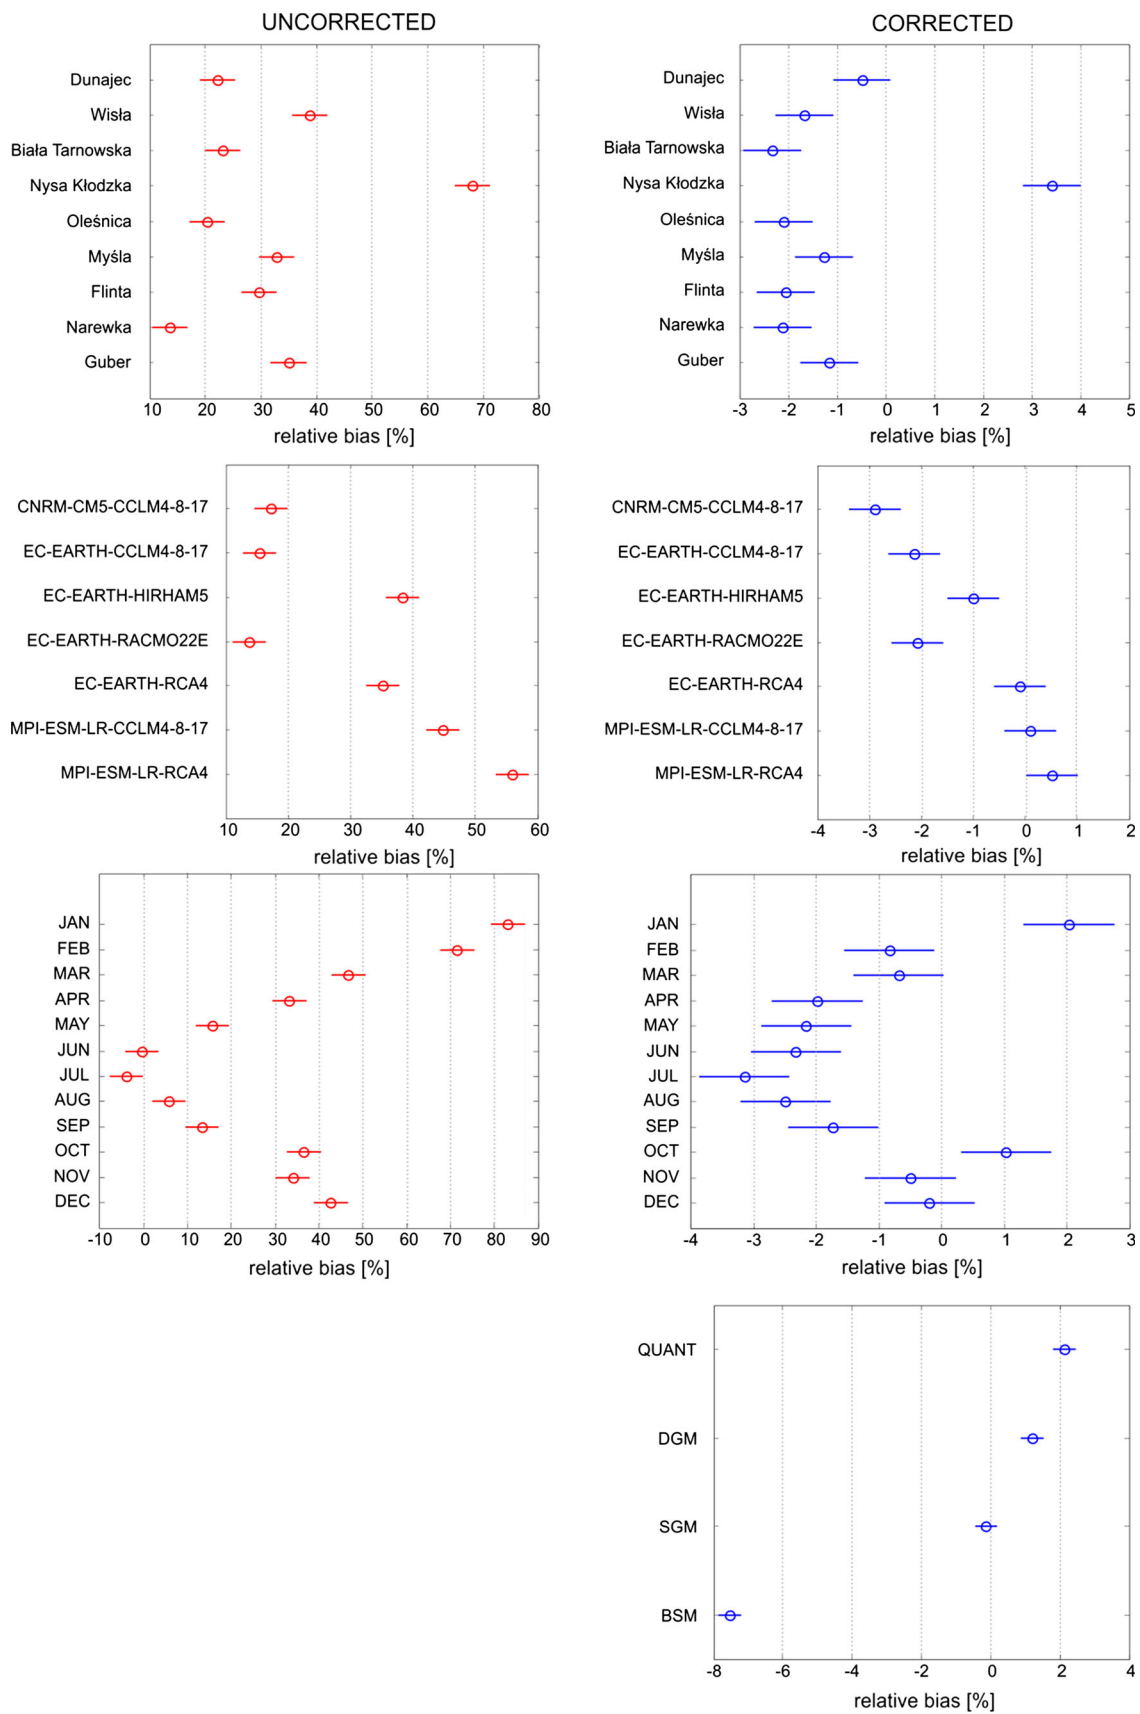 UNCORRECTED
Dunajec
Wisła
Biała Tarnowska
Nysa Kłodzka
Oleśnica
Myśla
Flinta
Narewka
Guber
10 20 30 40 50 60 70 80
relative bias [%]
CORRECTED
Dunajec
Wisła
Biała Tarnowska
Nysa Kłodzka
Oleśnica
Myśla
Flinta
Narewka
Guber
-3 -2 -1 0 1 2 3 4 5
relative bias [%]
CNRM-CM5-CCLM4-8-17
EC-EARTH-CCLM4-8-17
EC-EARTH-HIRHAM5
EC-EARTH-RACMO22E
EC-EARTH-RCA4
MPI-ESM-LR-CCLM4-8-17
MPI-ESM-LR-RCA4
10 20 30 40 50 60
relative bias [%]
CNRM-CM5-CCLM4-8-17
EC-EARTH-CCLM4-8-17
EC-EARTH-HIRHAM5
EC-EARTH-RACMO22E
EC-EARTH-RCA4
MPI-ESM-LR-CCLM4-8-17
MPI-ESM-LR-RCA4
-4 -3 -2 -1 0 1 2
relative bias [%]
JAN
FEB
MAR
APR
MAY
JUN
JUL
AUG
SEP
OCT
NOV
DEC
-10 0 10 20 30 40 50 60 70 80 90
relative bias [%]
JAN
FEB
MAR
APR
MAY
JUN
JUL
AUG
SEP
OCT
NOV
DEC
-4 -3 -2 -1 0 1 2 3
relative bias [%]
QUANT
DGM
SGM
BSM
-8 -6 -4 -2 0 2 4
relative bias [%]